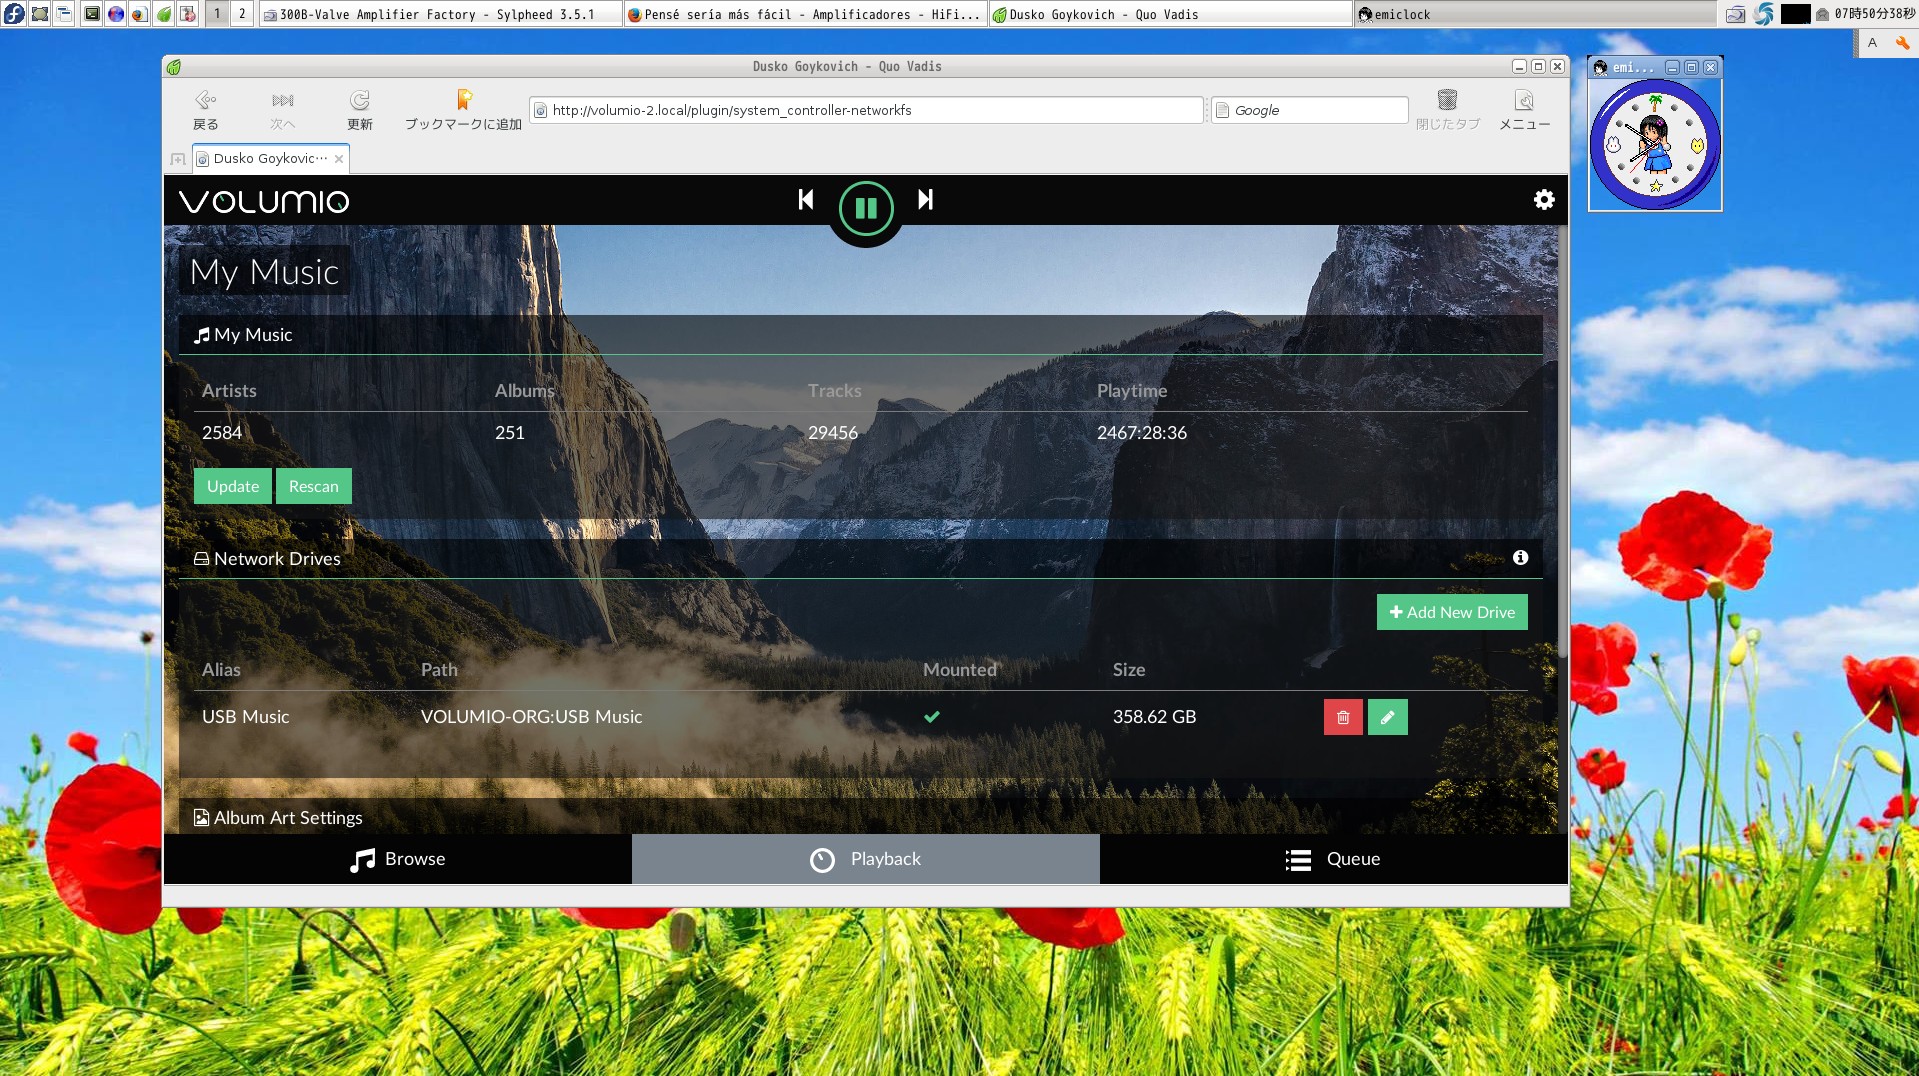 1
2
300B-Valve Amplifier Factory - Sylpheed 3.5.1
Pensé sería más fácil - Amplificadores - HiFi...
Dusko Goykovich - Quo Vadis
emiclock
07時50分38秒
A
Dusko Goykovich - Quo Vadis
emi...
戻る
次へ
更新
ブックマークに追加
http://volumio-2.local/plugin/system_controller-networkfs
Google
閉じたタブ
メニュー
Dusko Goykovic…
VOLUMIO
My Music
My Music
Artists Albums Tracks Playtime
2584 251 29456 2467:28:36
Update Rescan
Network Drives
Add New Drive
Alias Path Mounted Size
USB Music VOLUMIO-ORG:USB Music 358.62 GB
Album Art Settings
Browse Playback Queue